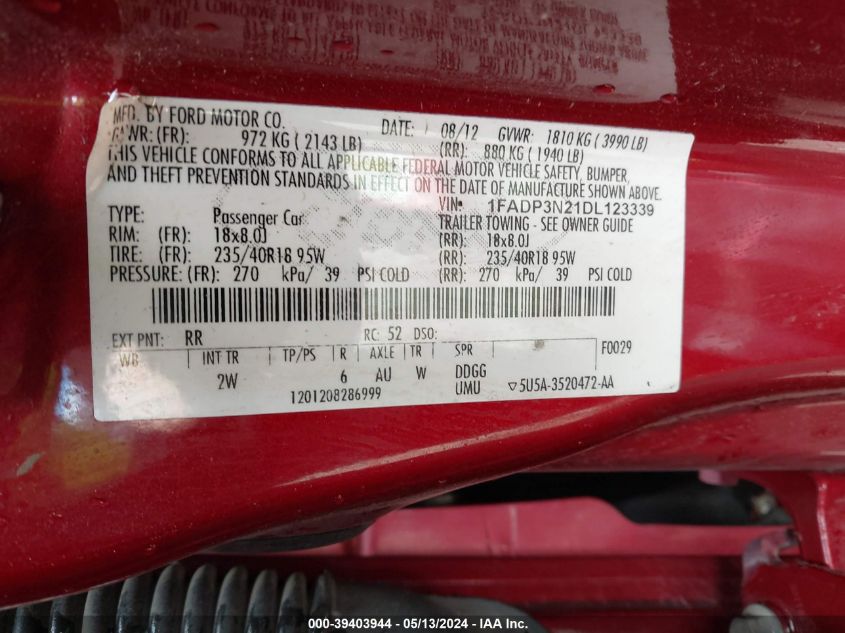 MFD. BY FORD MOTOR CO.
DATE: 08/12 GVWR: 1810 KG ( 3990 LB)
GAWR: (FR): 972 KG ( 2143 LB) (RR): 880 KG ( 1940 LB)
THIS VEHICLE CONFORMS TO ALL APPLICABLE FEDERAL MOTOR VEHICLE SAFETY, BUMPER,
AND THEFT PREVENTION STANDARDS IN EFFECT ON THE DATE OF MANUFACTURE SHOWN ABOVE.
VIN: 1FADP3N21DL123339
TYPE: Passenger Car TRAILER TOWING - SEE OWNER GUIDE
RIM: (FR): 18x8.0J (RR): 18x8.0J
TIRE: (FR): 235/40R18 95W (RR): 235/40R18 95W
PRESSURE: (FR): 270 kPa/ 39 PSI COLD (RR): 270 kPa/ 39 PSI COLD
EXT PNT: RR RC: 52 DSO:
WB INT TR TP/PS R AXLE TR SPR F0029
2W 6 AU W DDGG
UMU ▽5U5A-3520472-AA
1201208286999
000-39403944 - 05/13/2024 - IAA Inc.